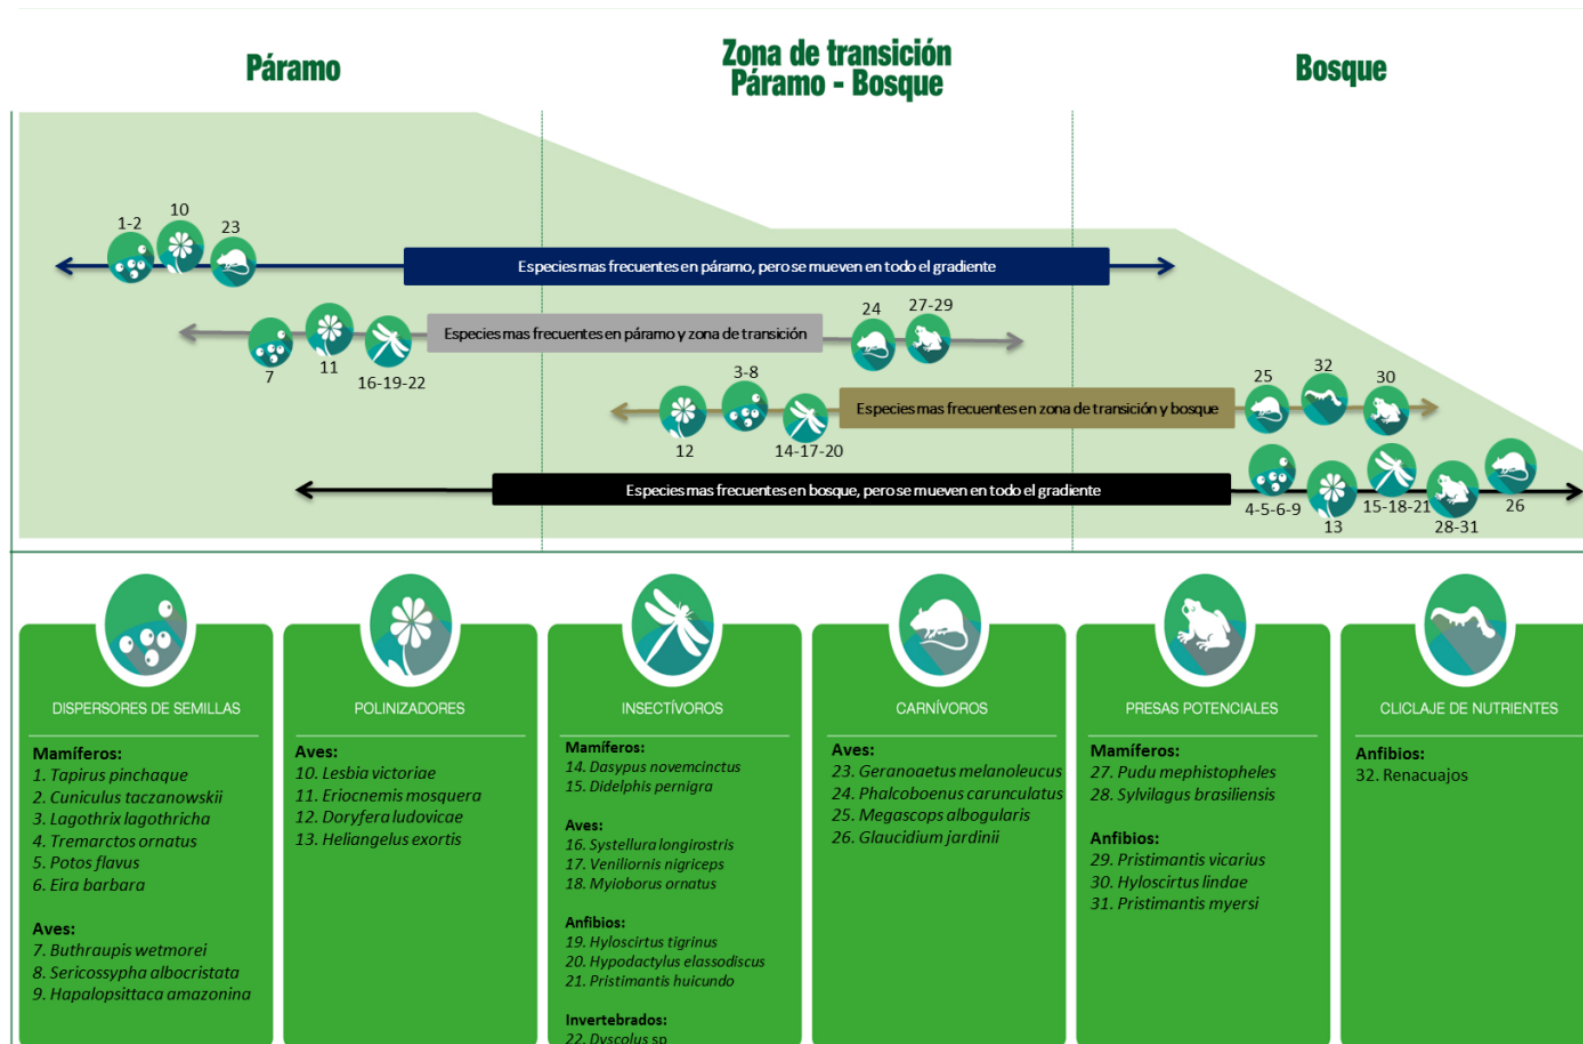 Páramo
Zona de transición
Páramo - Bosque
Bosque
1-2
10
23
Especies mas frecuentes en páramo, pero se mueven en todo el gradiente
7
11
16-19-22
Especies mas frecuentes en páramo y zona de transición
24
27-29
12
3-8
14-17-20
Especies mas frecuentes en zona de transición y bosque
25
32
30
Especies mas frecuentes en bosque, pero se mueven en todo el gradiente
4-5-6-9
13
15-18-21
28-31
26
DISPERSORES DE SEMILLAS
Mamíferos:
1. Tapirus pinchaque
2. Cuniculus taczanowskii
3. Lagothrix lagothricha
4. Tremarctos ornatus
5. Potos flavus
6. Eira barbara
Aves:
7. Buthraupis wetmorei
8. Sericossypha albocristata
9. Hapalopsittaca amazonina
POLINIZADORES
Aves:
10. Lesbia victoriae
11. Eriocnemis mosquera
12. Doryfera ludovicae
13. Heliangelus exortis
INSECTÍVOROS
Mamíferos:
14. Dasypus novemcinctus
15. Didelphis pernigra
Aves:
16. Systellura longirostris
17. Veniliornis nigriceps
18. Myioborus ornatus
Anfibios:
19. Hyloscirtus tigrinus
20. Hypodactylus elassodiscus
21. Pristimantis huicundo
Invertebrados:
22. Dyscolus sp
CARNÍVOROS
Aves:
23. Geranoaetus melanoleucus
24. Phalcoboenus carunculatus
25. Megascops albogularis
26. Glaucidium jardinii
PRESAS POTENCIALES
Mamíferos:
27. Pudu mephistopheles
28. Sylvilagus brasiliensis
Anfibios:
29. Pristimantis vicarius
30. Hyloscirtus lindae
31. Pristimantis myersi
CLICLAJE DE NUTRIENTES
Anfibios:
32. Renacuajos